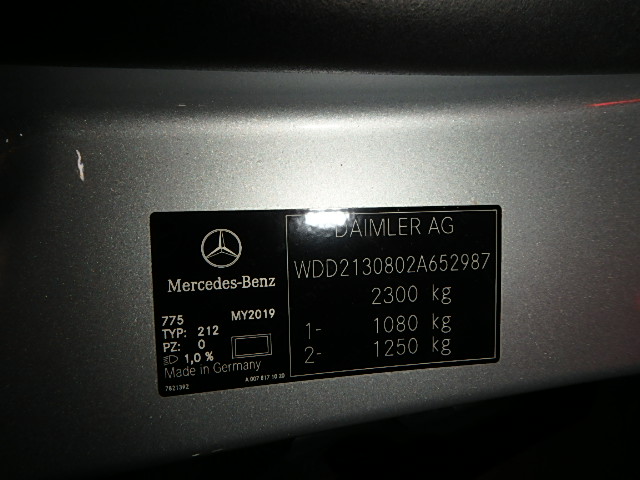 Mercedes-Benz
775 MY2019
TYP: 212
PZ: 0
1,0 %
Made in Germany
7621392 A 007 817 10 20
DAIMLER AG
WDD2130802A652987
2300 kg
1- 1080 kg
2- 1250 kg